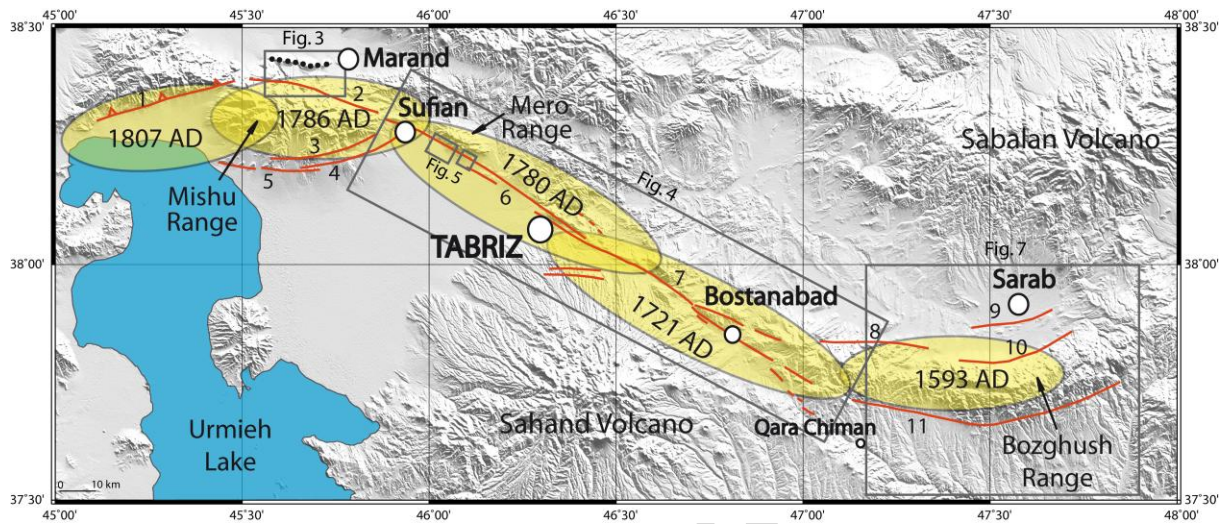 45°00' 45°30' 46°00' 46°30' 47°00' 47°30' 48°00'
38°30' 38°30'
Fig. 3
Marand
1
2
Sufian
Mero
Range
1807 AD
1786 AD
Sabalan Volcano
3
4
5
Fig. 5
1780 AD
Fig. 4
Mishu
Range
6
TABRIZ
38°00' 38°00'
Fig. 7
7
Sarab
Bostanabad
9
1721 AD
8
10
1593 AD
Urmieh
Lake
Sahand Volcano
Qara Chiman
11
Bozghush
Range
0 10 km
37°30' 37°30'
45°00' 45°30' 46°00' 46°30' 47°00' 47°30' 48°00'